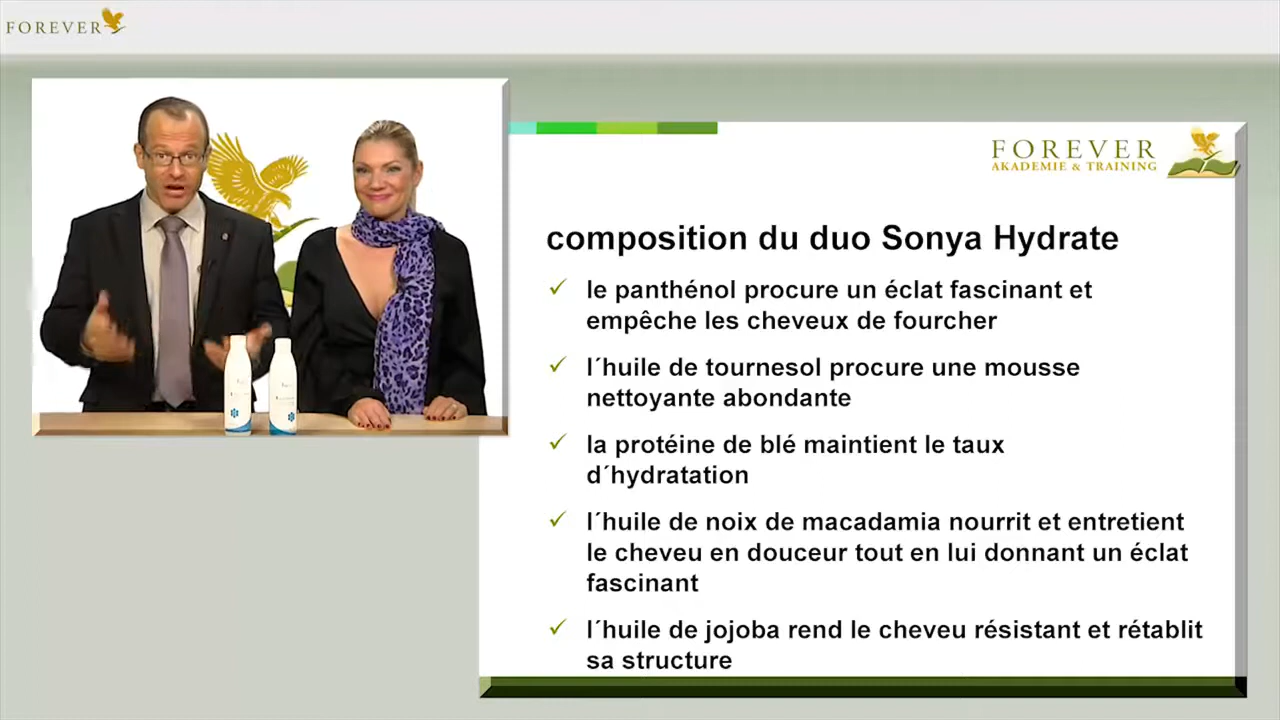 FOREVER
FOREVER
AKADEMIE & TRAINING
composition du duo Sonya Hydrate
le panthénol procure un éclat fascinant et
empêche les cheveux de fourcher
l´huile de tournesol procure une mousse
nettoyante abondante
la protéine de blé maintient le taux
d´hydratation
l´huile de noix de macadamia nourrit et entretient
le cheveu en douceur tout en lui donnant un éclat
fascinant
l´huile de jojoba rend le cheveu résistant et rétablit
sa structure